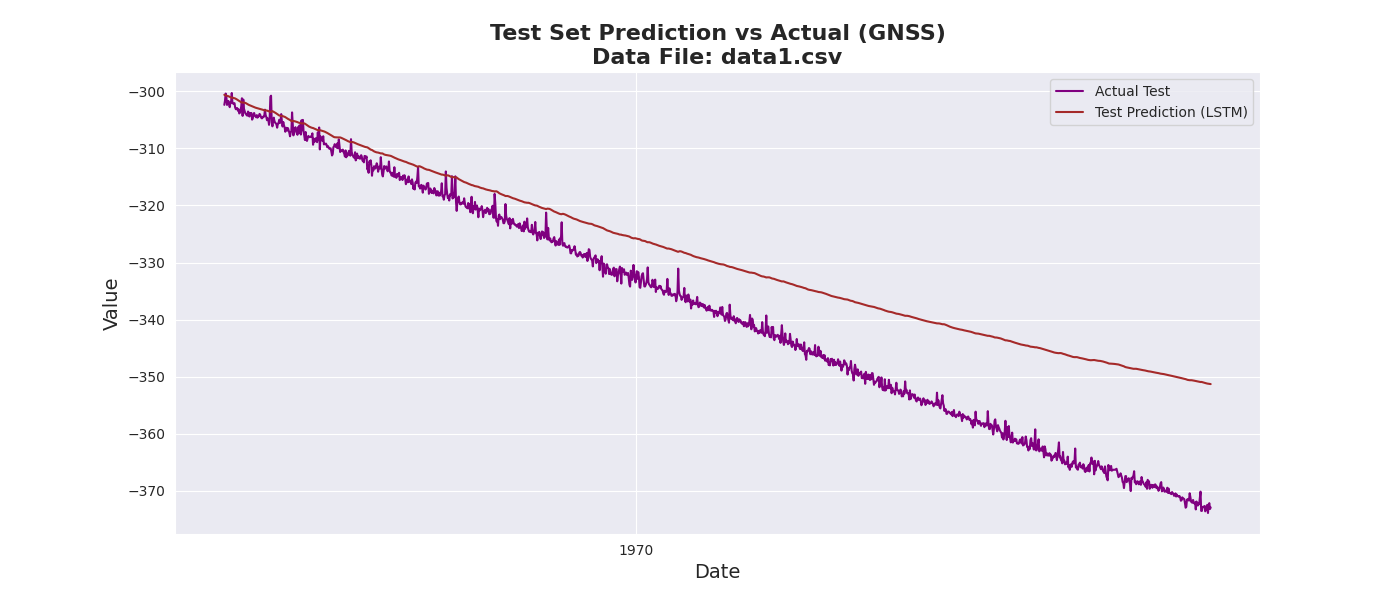 Test Set Prediction vs Actual (GNSS)
Data File: data1.csv
Actual Test
Test Prediction (LSTM)
Value
−300
−310
−320
−330
−340
−350
−360
−370
1970
Date